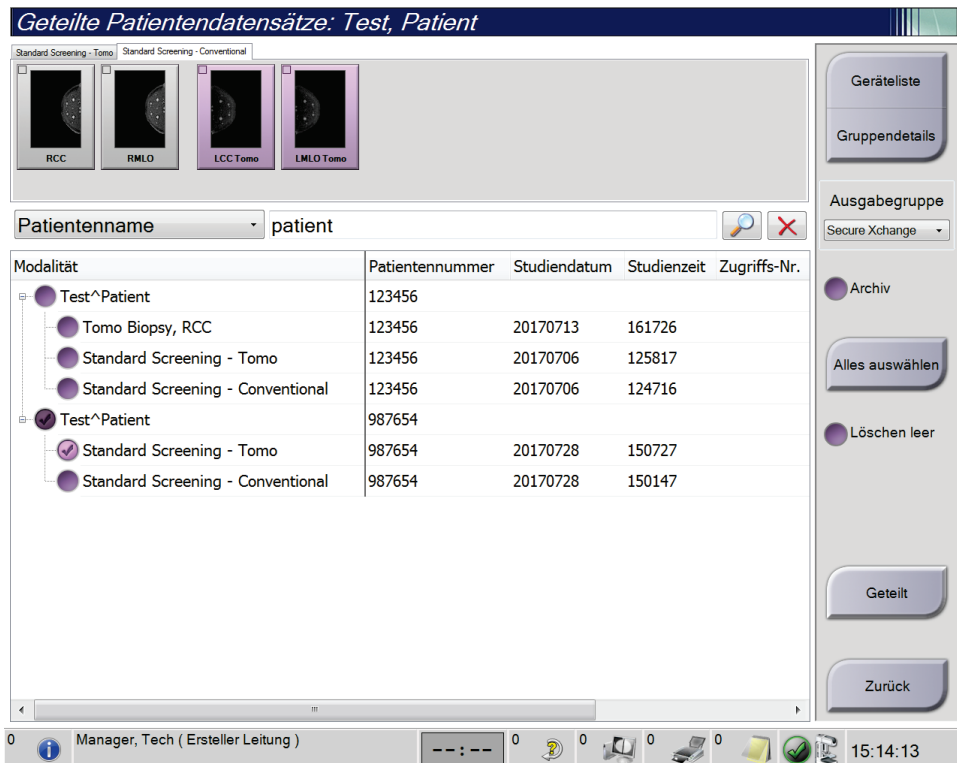 Geteilte Patientendatensätze: Test, Patient
Standard Screening - Tomo Standard Screening - Conventional
RCC RMLO LCC Tomo LMLO Tomo
Geräteliste
Gruppendetails
Ausgabegruppe
Secure Xchange
Patientenname patient
Modalität Patientennummer Studiendatum Studienzeit Zugriffs-Nr.
Test^Patient 123456
Tomo Biopsy, RCC 123456 20170713 161726
Standard Screening - Tomo 123456 20170706 125817
Standard Screening - Conventional 123456 20170706 124716
Test^Patient 987654
Standard Screening - Tomo 987654 20170728 150727
Standard Screening - Conventional 987654 20170728 150147
Archiv
Alles auswählen
Löschen leer
Geteilt
Zurück
0 Manager, Tech ( Ersteller Leitung ) --:-- 0 0 0 0 15:14:13